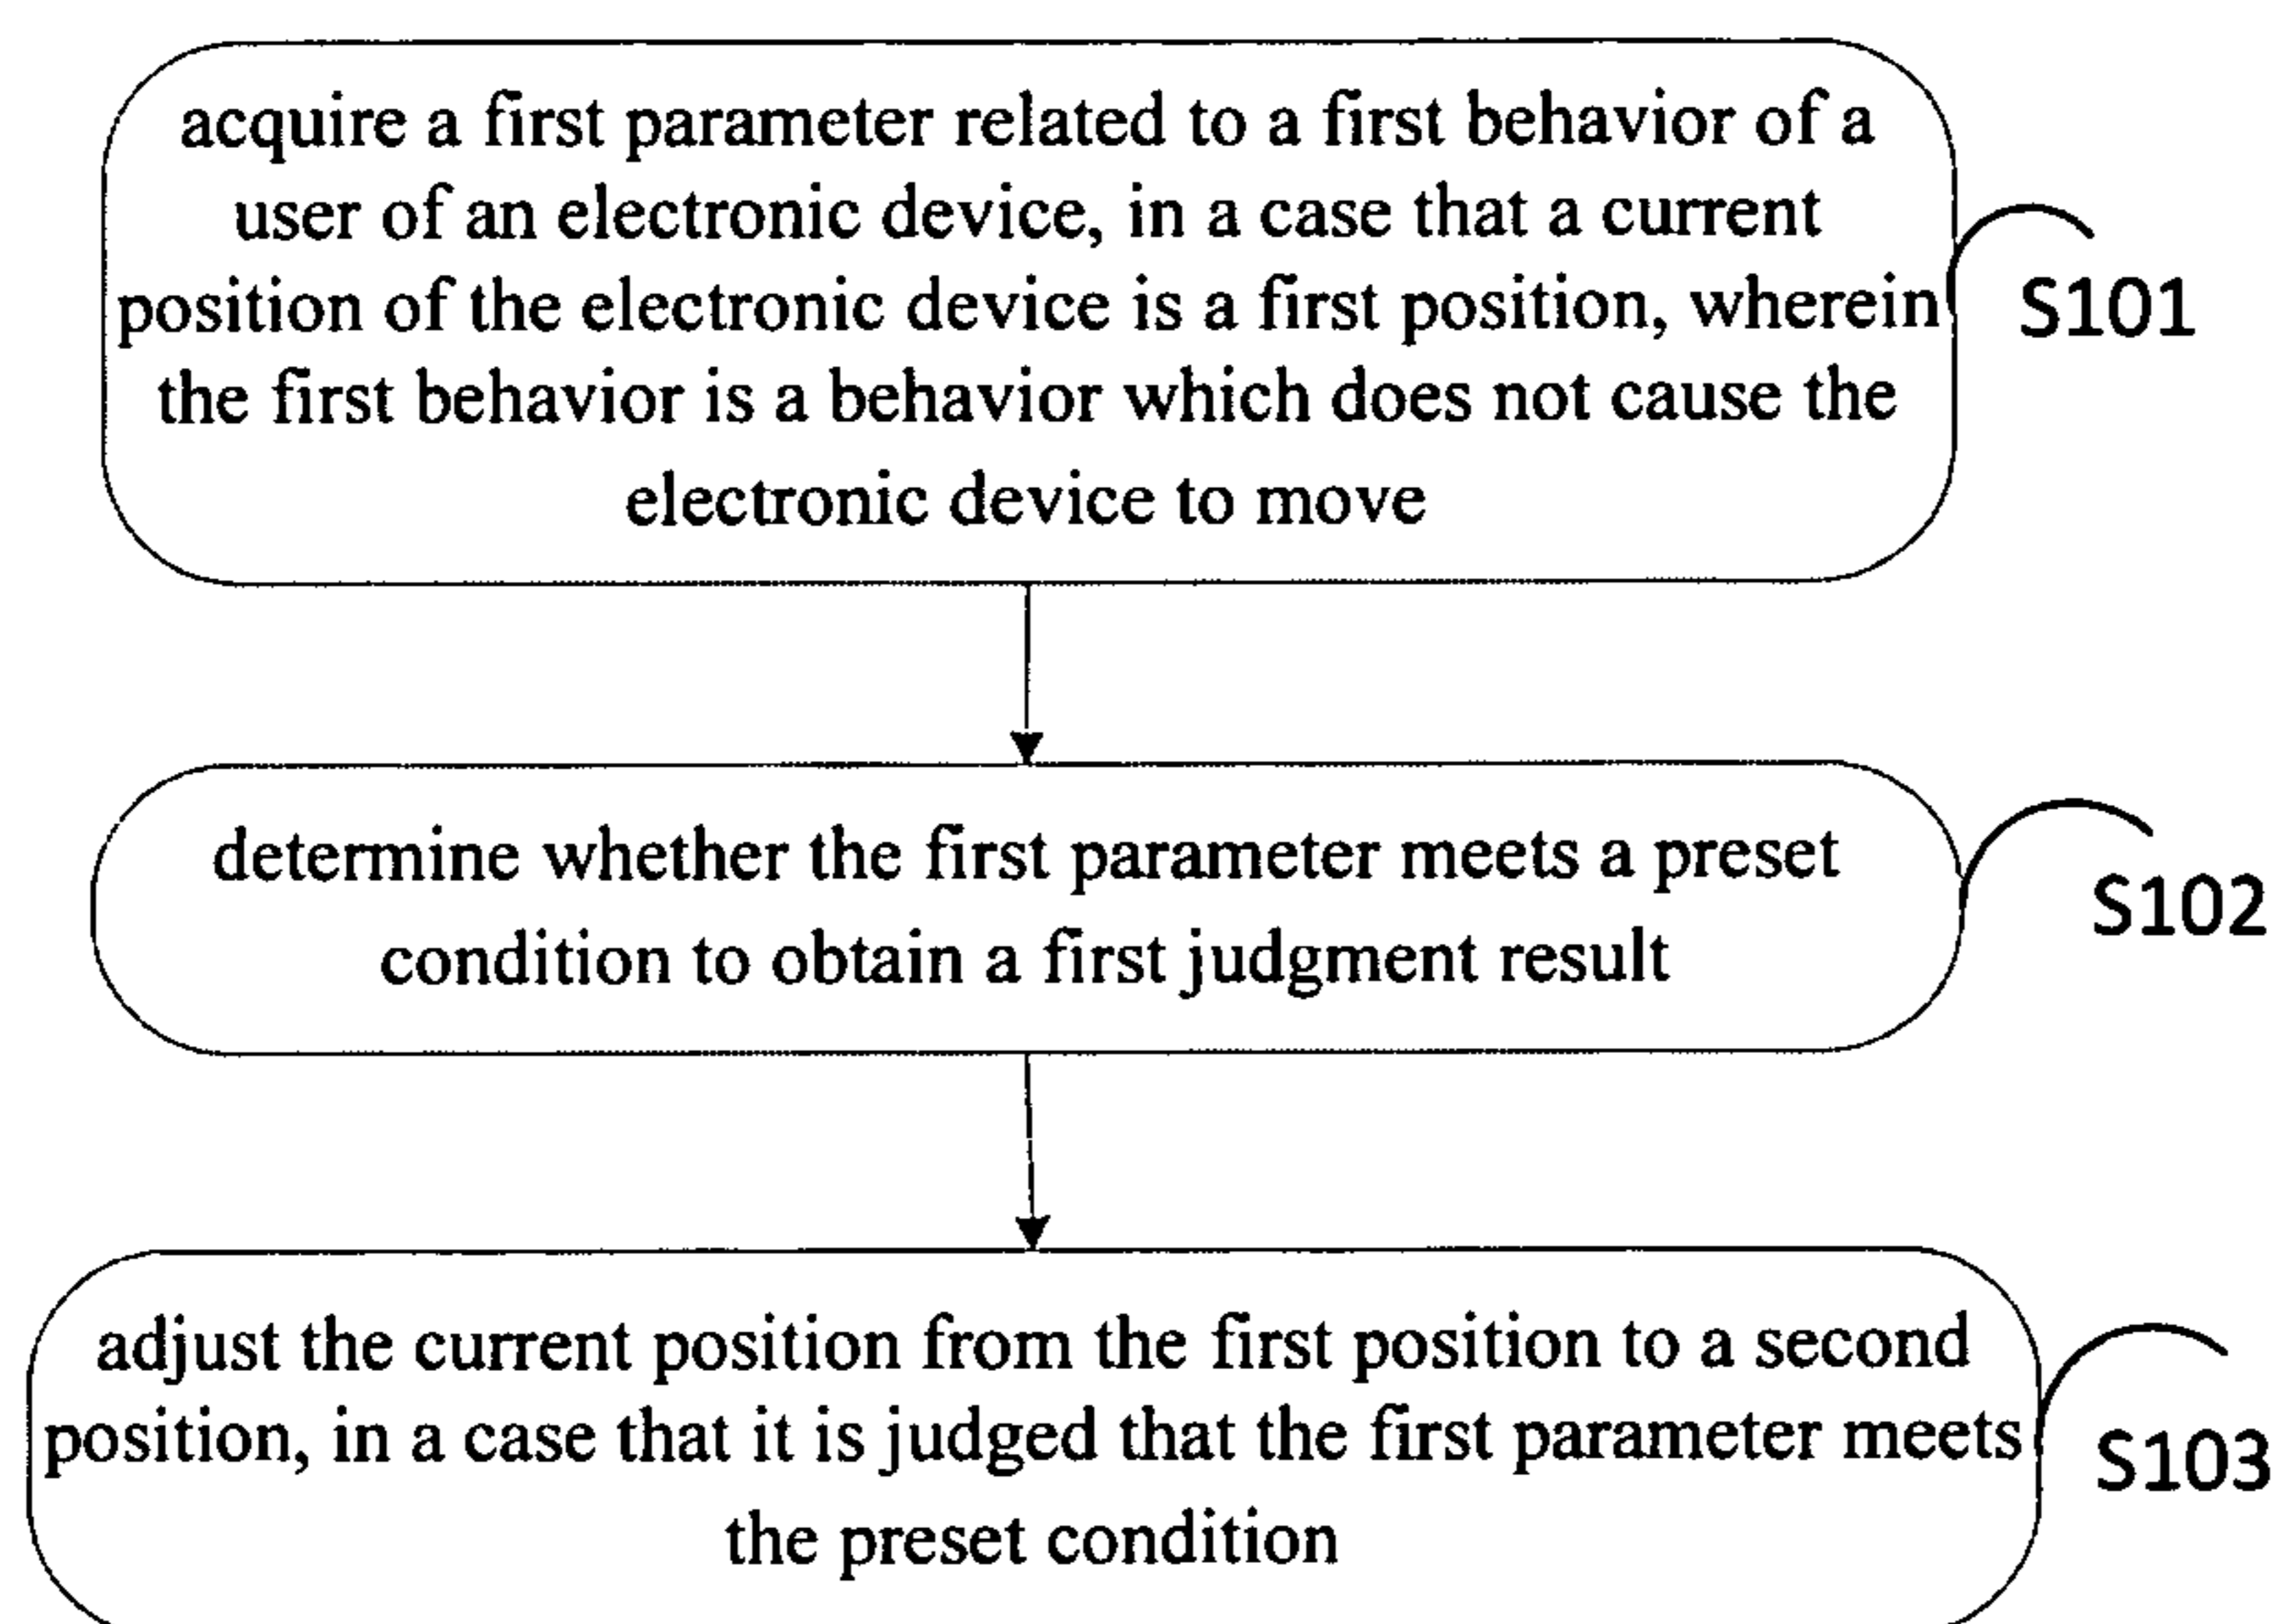 acquire a first parameter related to a first behavior of a
user of an electronic device, in a case that a current
position of the electronic device is a first position, wherein
the first behavior is a behavior which does not cause the
electronic device to move
S101
determine whether the first parameter meets a preset
condition to obtain a first judgment result
S102
adjust the current position from the first position to a second
position, in a case that it is judged that the first parameter meets
the preset condition
S103